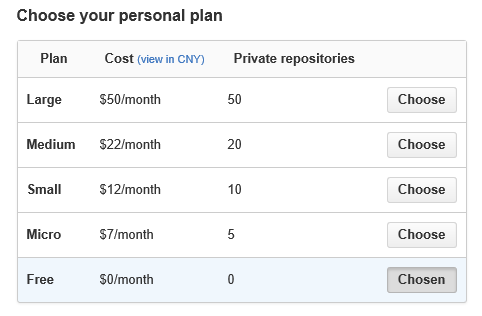 Choose your personal plan
Plan Cost (view in CNY) Private repositories
Large $50/month 50 Choose
Medium $22/month 20 Choose
Small $12/month 10 Choose
Micro $7/month 5 Choose
Free $0/month 0 Chosen